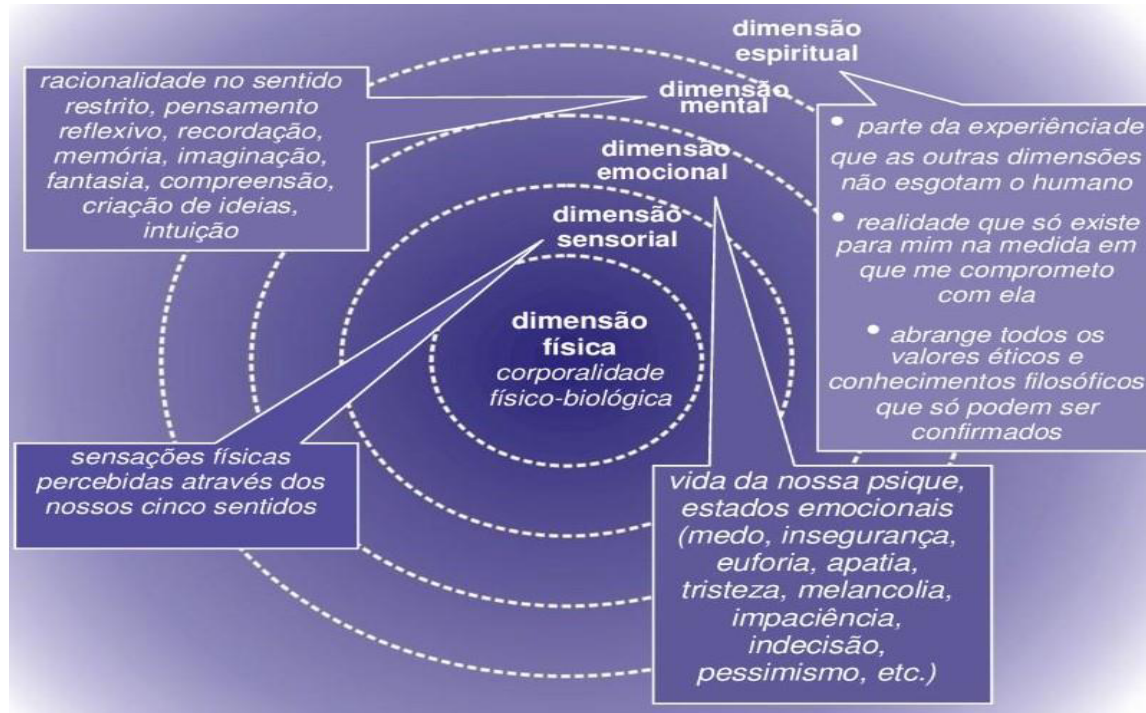 dimensão
espiritual
dimensão
mental
dimensão
emocional
dimensão
sensorial
dimensão
física
corporalidade
físico-biológica
racionalidade no sentido
restrito, pensamento
reflexivo, recordação,
memória, imaginação,
fantasia, compreensão,
criação de ideias,
intuição
• parte da experiênciade
que as outras dimensões
não esgotam o humano
• realidade que só existe
para mim na medida em
que me comprometo
com ela
• abrange todos os
valores éticos e
conhecimentos filosóficos
que só podem ser
confirmados
sensações físicas
percebidas através dos
nossos cinco sentidos
vida da nossa psique,
estados emocionais
(medo, insegurança,
euforia, apatia,
tristeza, melancolia,
impaciência,
indecisão,
pessimismo, etc.)